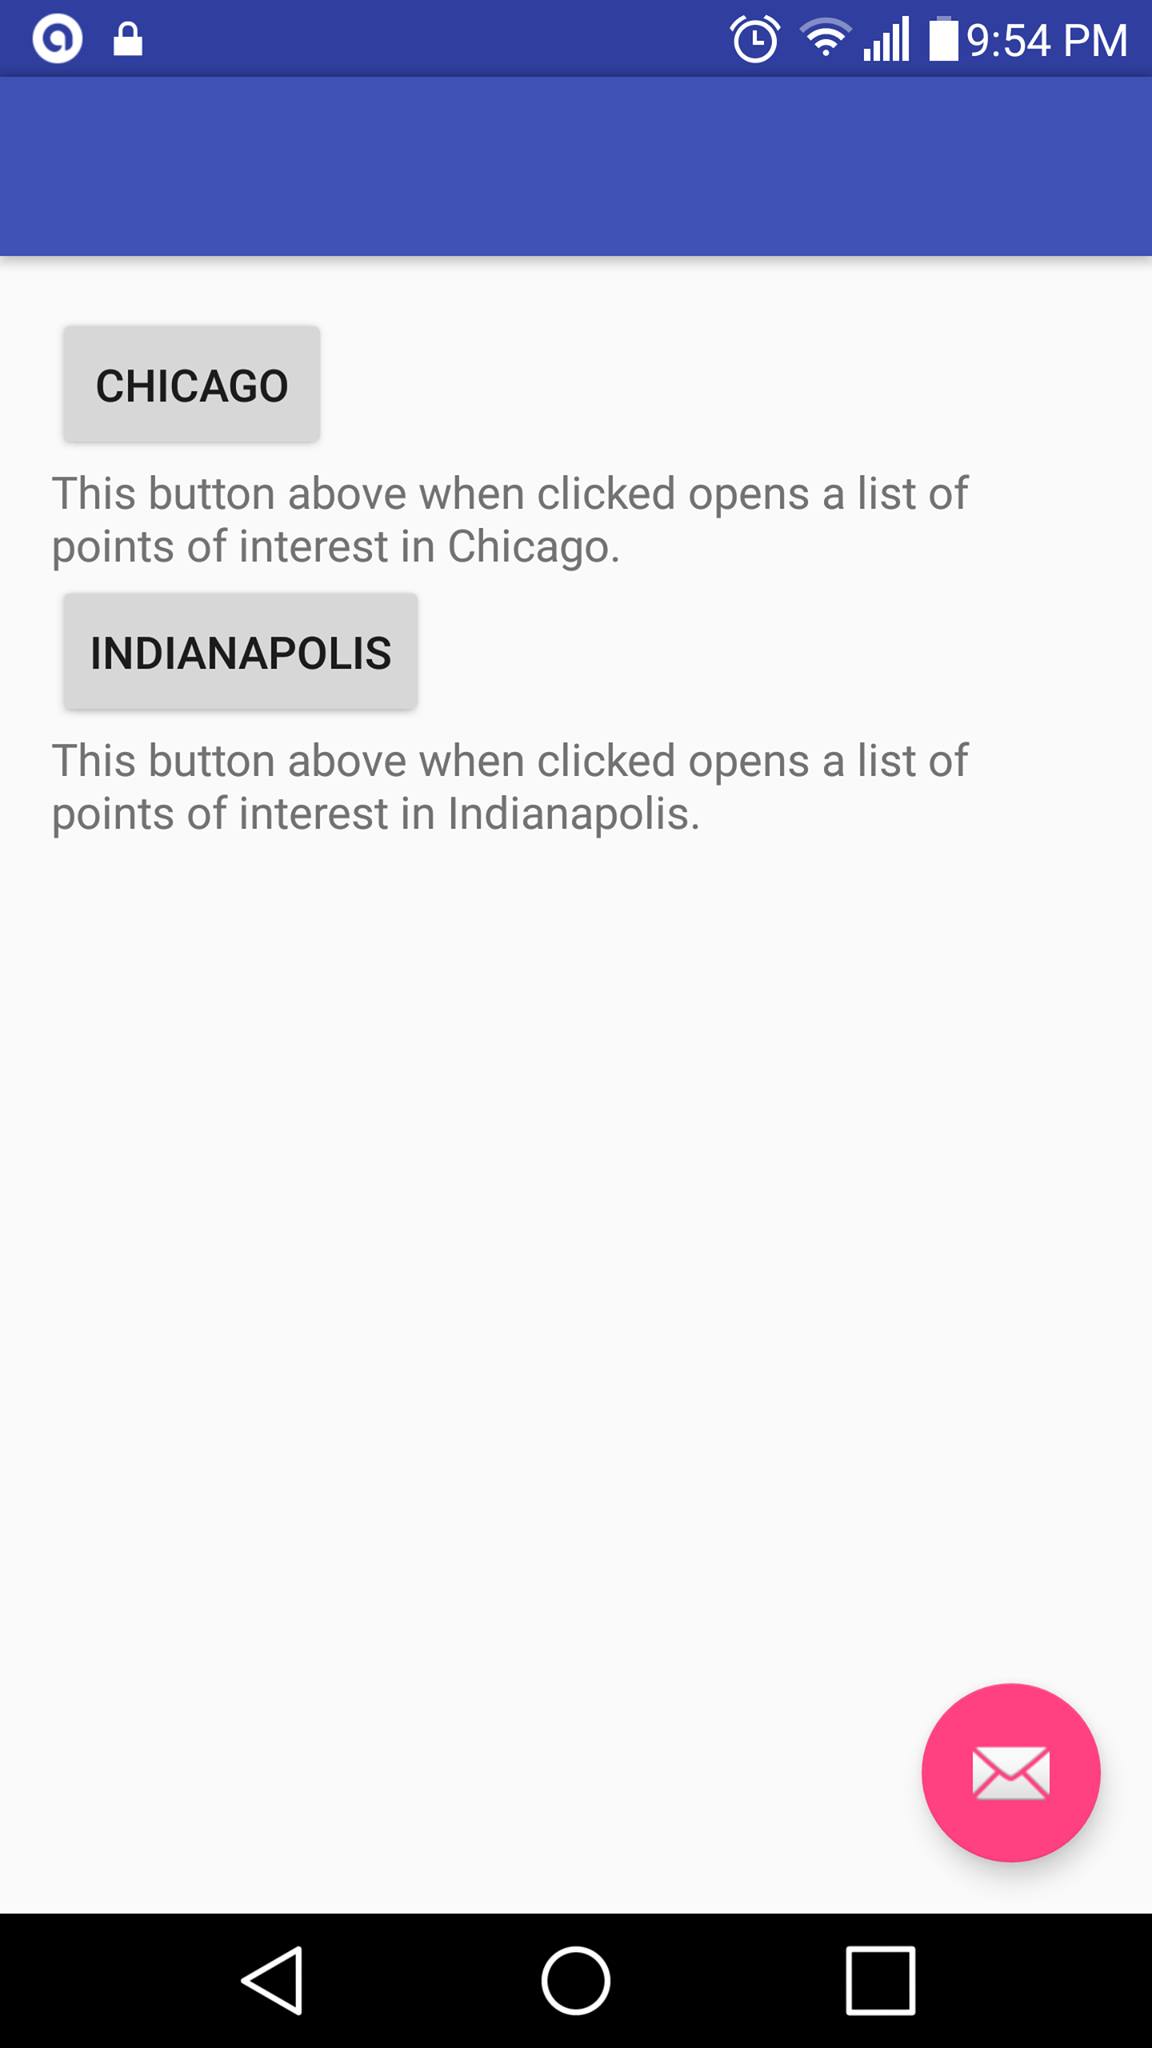 9:54 PM
CHICAGO
This button above when clicked opens a list of
points of interest in Chicago.
INDIANAPOLIS
This button above when clicked opens a list of
points of interest in Indianapolis.